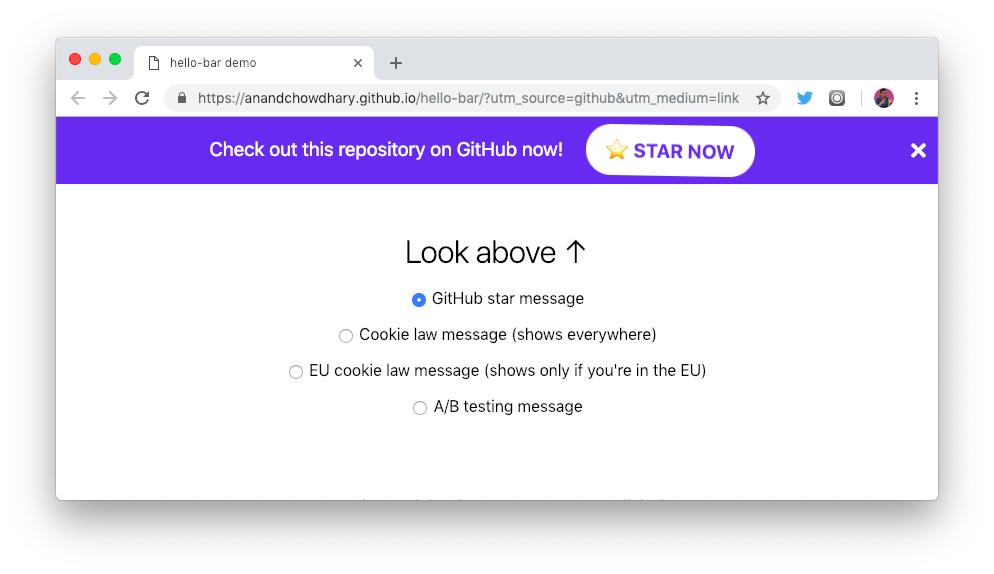 hello-bar demo
https://anandchowdhary.github.io/hello-bar/?utm_source=github&utm_medium=link
Check out this repository on GitHub now! ⭐ STAR NOW
Look above ↑
GitHub star message
Cookie law message (shows everywhere)
EU cookie law message (shows only if you're in the EU)
A/B testing message